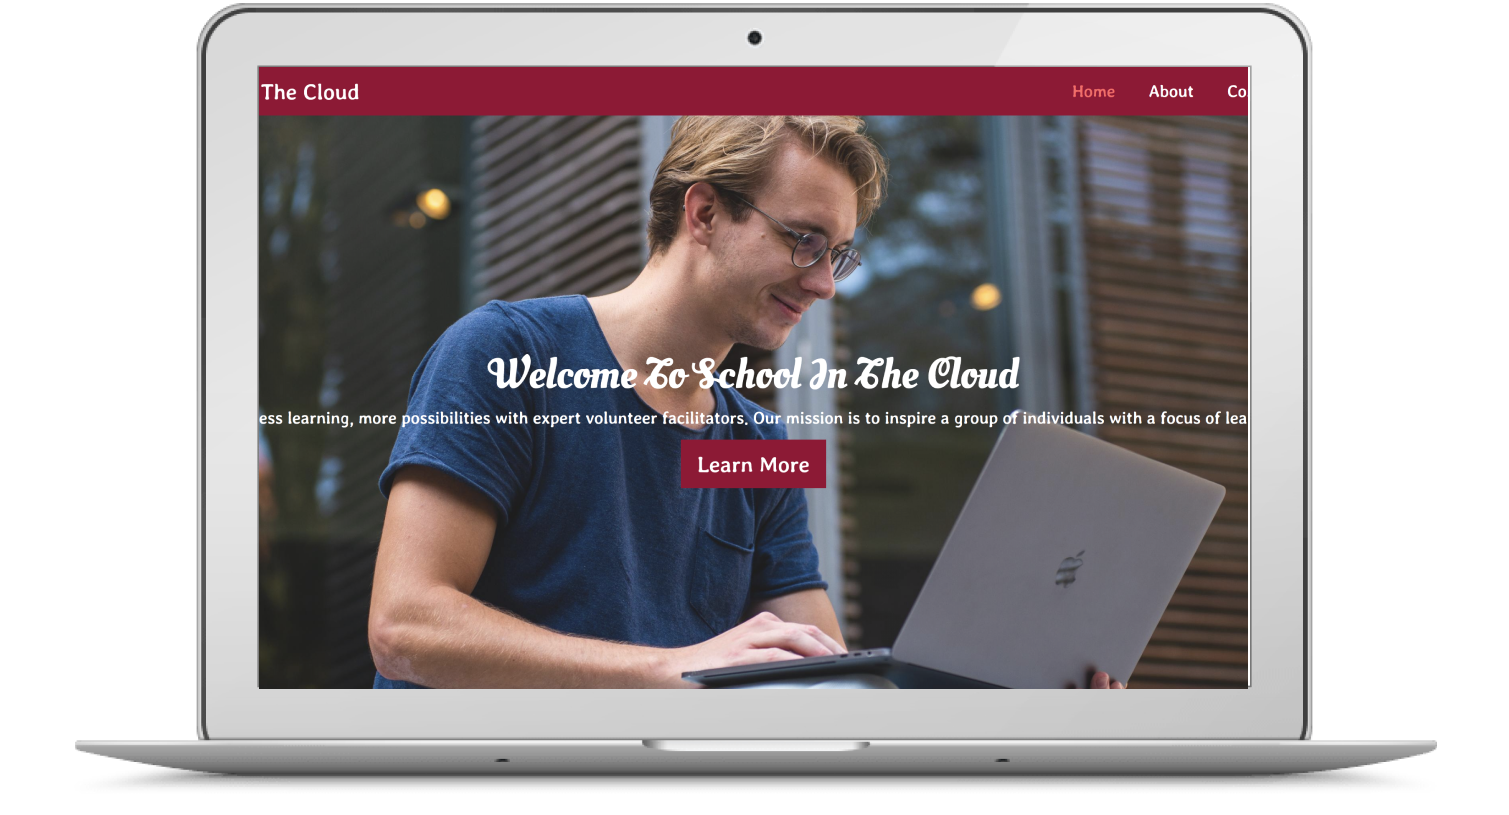 The Cloud
Home About Co
Welcome To School In The Cloud
ess learning, more possibilities with expert volunteer facilitators. Our mission is to inspire a group of individuals with a focus of lea
Learn More